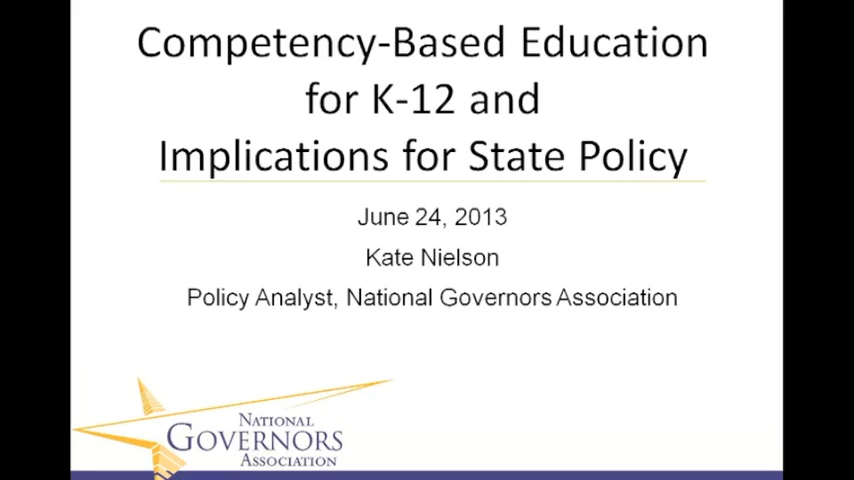 Competency-Based Education
for K-12 and
Implications for State Policy
June 24, 2013
Kate Nielson
Policy Analyst, National Governors Association
NATIONAL
GOVERNORS
ASSOCIATION